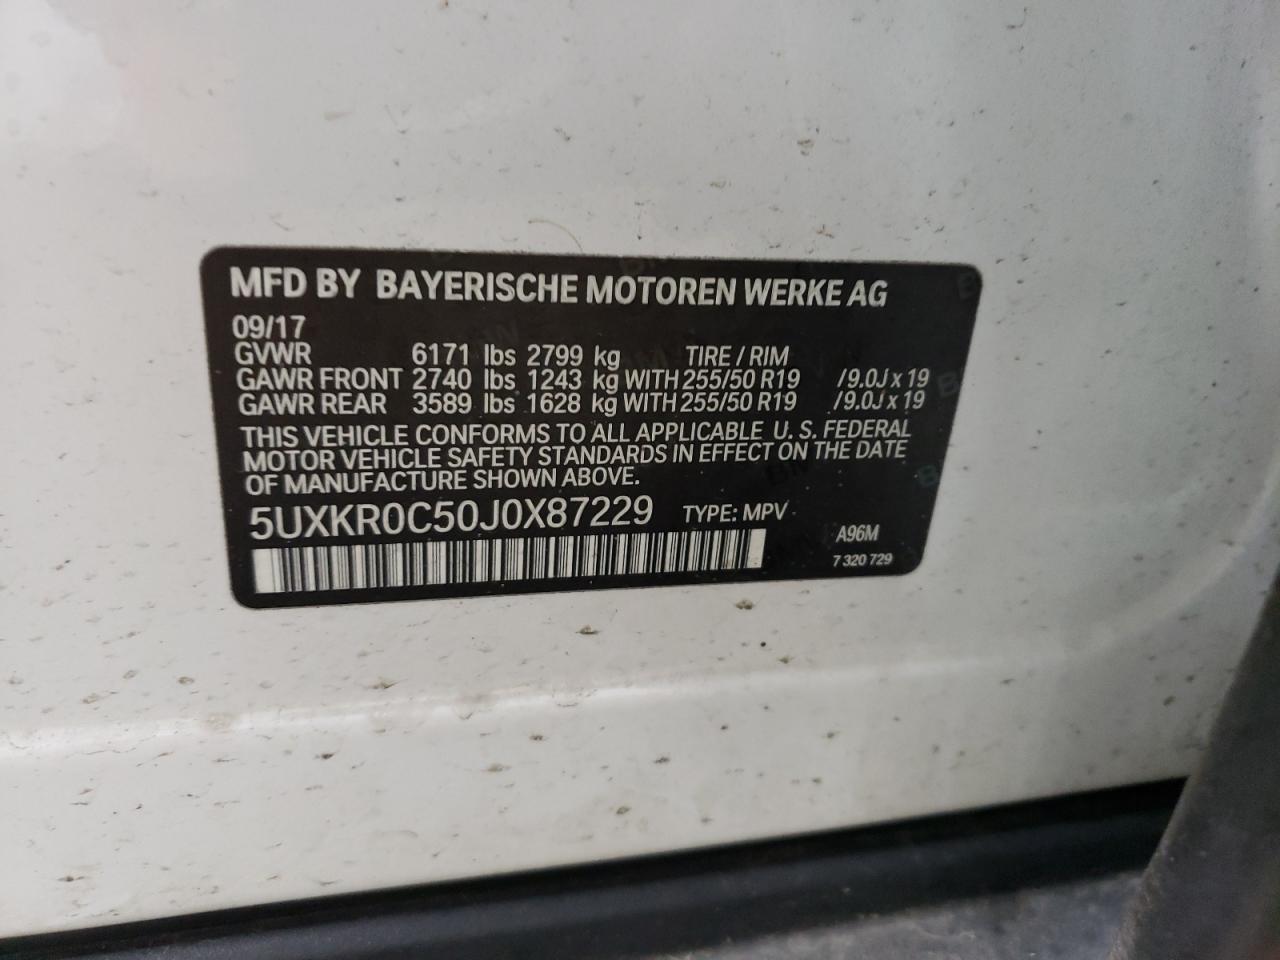 MFD BY BAYERISCHE MOTOREN WERKE AG
09/17
GVWR 6171 lbs 2799 kg TIRE / RIM
GAWR FRONT 2740 lbs 1243 kg WITH 255/50 R19 /9.0J x 19
GAWR REAR 3589 lbs 1628 kg WITH 255/50 R19 /9.0J x 19
THIS VEHICLE CONFORMS TO ALL APPLICABLE U. S. FEDERAL
MOTOR VEHICLE SAFETY STANDARDS IN EFFECT ON THE DATE
OF MANUFACTURE SHOWN ABOVE.
5UXKR0C50J0X87229 TYPE: MPV
A96M
7 320 729